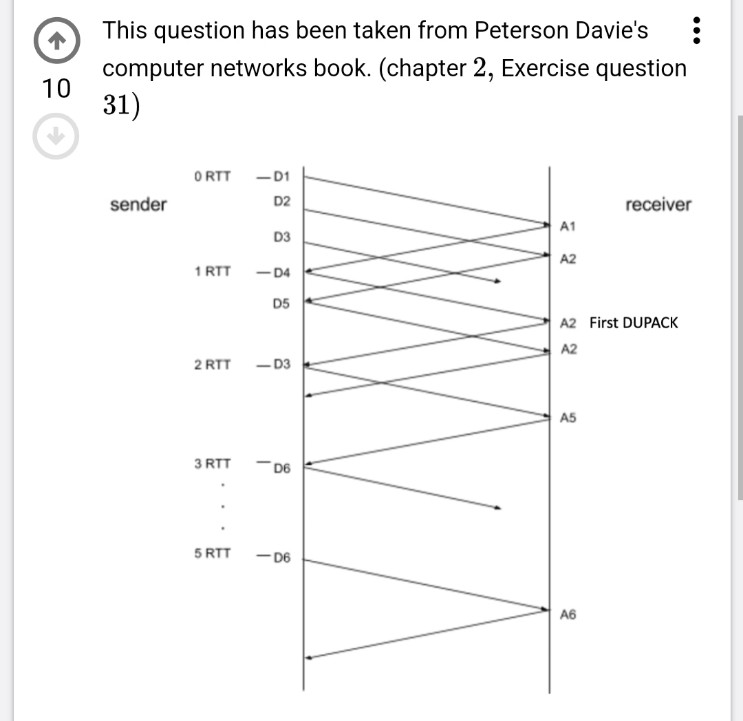 This question has been taken from Peterson Davie's
computer networks book. (chapter 2, Exercise question
31)
10
0 RTT — D1
sender D2 receiver
A1
D3
A2
1 RTT — D4
D5
A2 First DUPACK
A2
2 RTT — D3
A5
3 RTT — D6
.
.
.
5 RTT — D6
A6